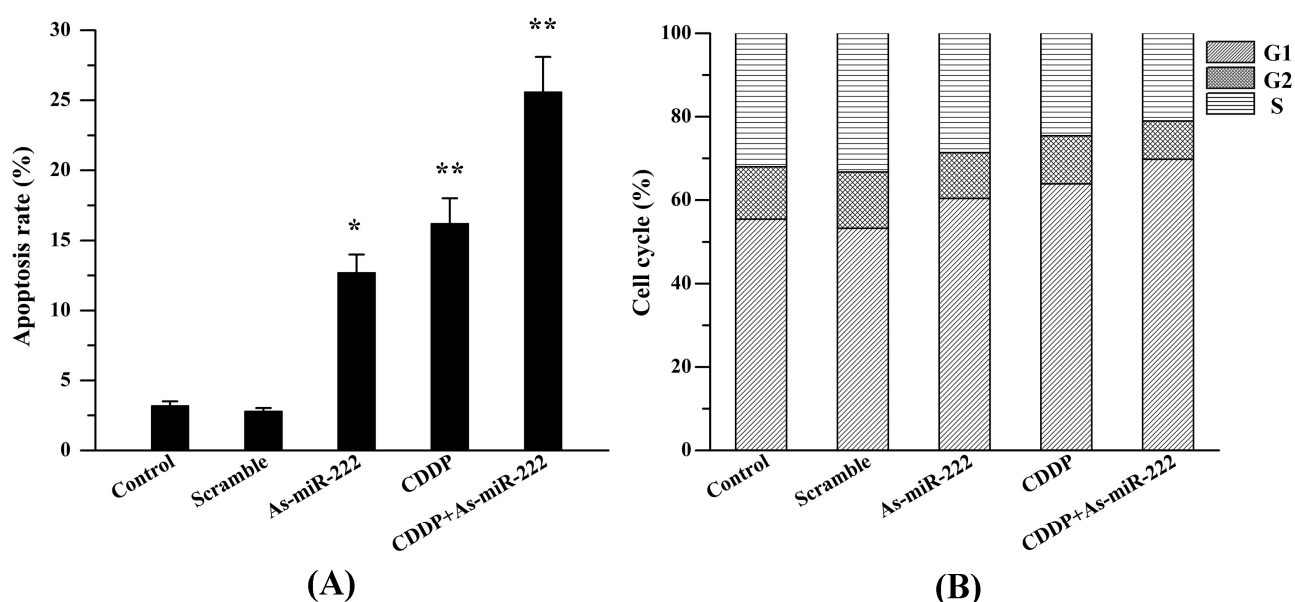 Apoptosis rate (%)
30
25
20
15
10
5
0
*
**
**
Control
Scramble
As-miR-222
CDDP
CDDP+As-miR-222
(A)
Cell cycle (%)
100
80
60
40
20
0
G1
G2
S
Control
Scramble
As-miR-222
CDDP
CDDP+As-miR-222
(B)